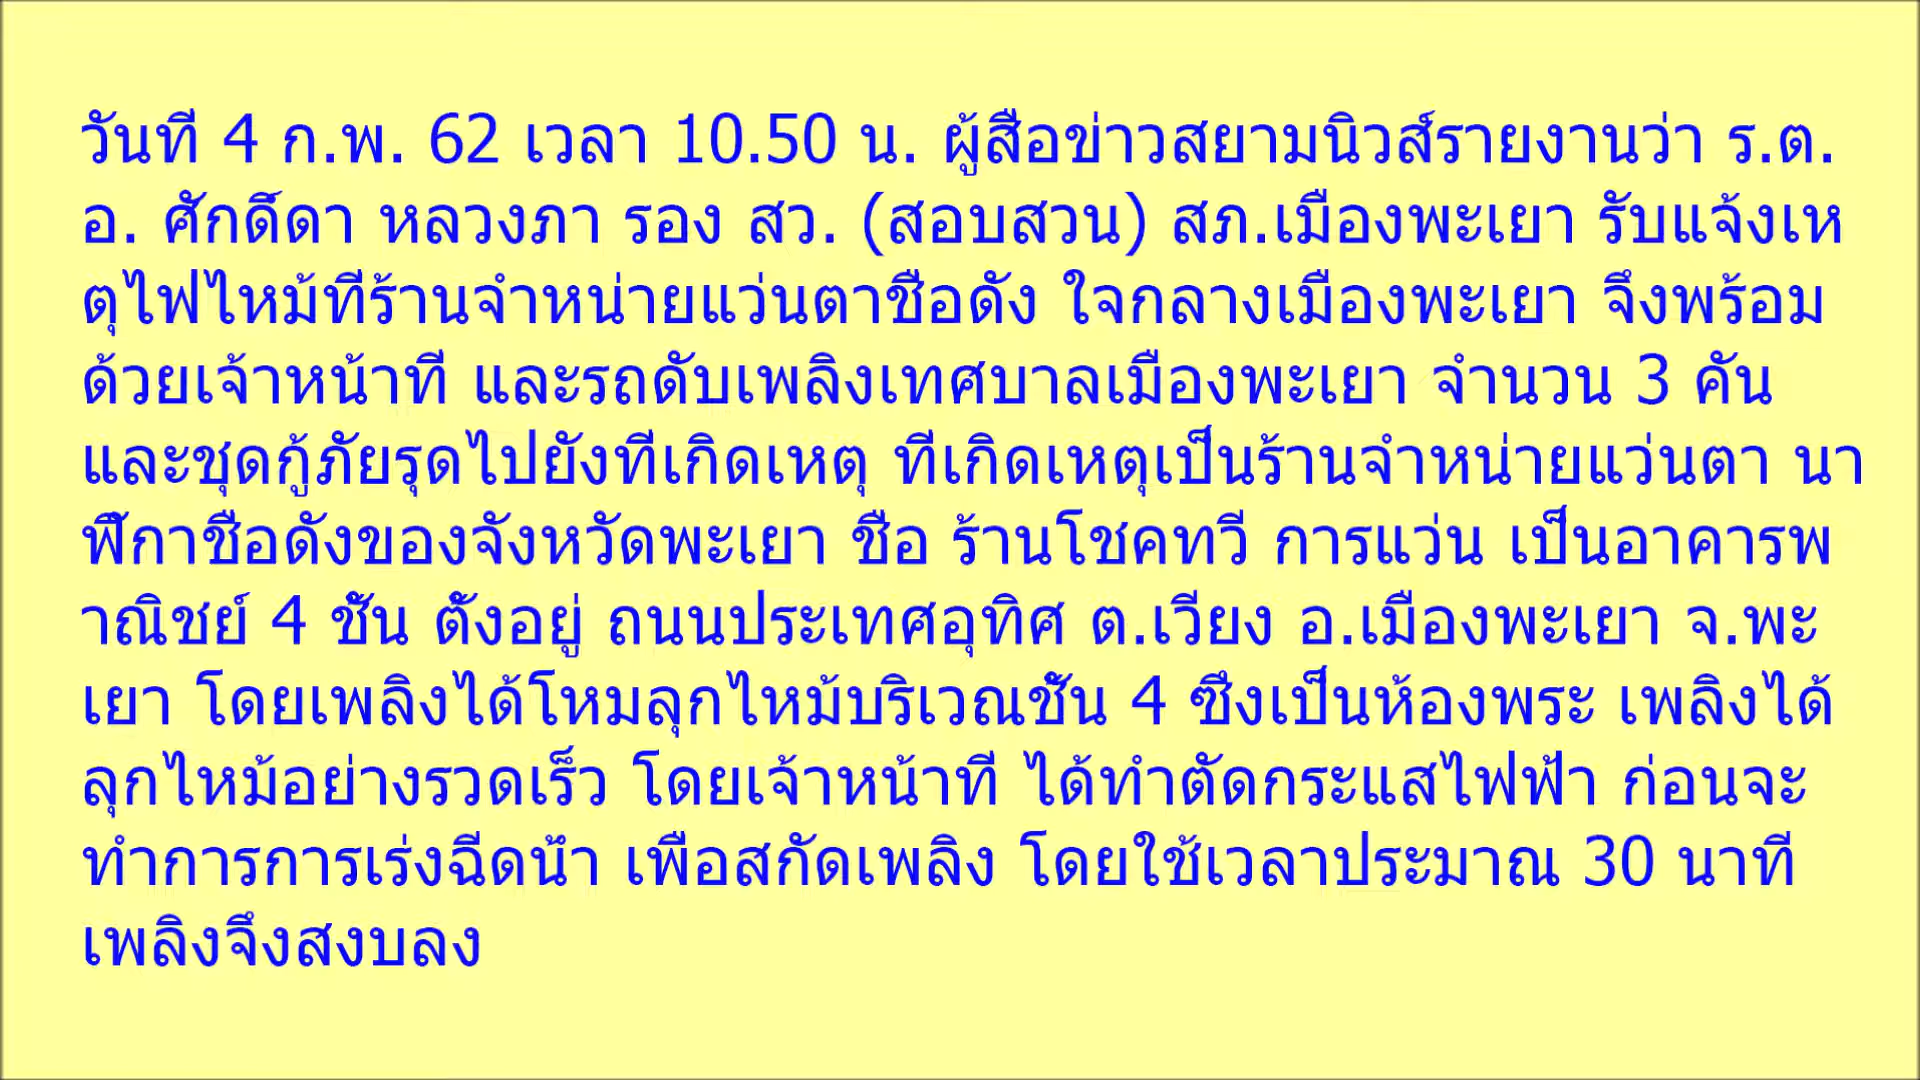 วันที่ 4 ก.พ. 62 เวลา 10.50 น. ผู้สื่อข่าวสยามนิวส์รายงานว่า ร.ต.
อ. ศักดิ์ดา หลวงภา รอง สว. (สอบสวน) สภ.เมืองพะเยา รับแจ้งเห
ตุไฟไหม้ที่ร้านจำหน่ายแว่นตาชื่อดัง ใจกลางเมืองพะเยา จึงพร้อม
ด้วยเจ้าหน้าที่ และรถดับเพลิงเทศบาลเมืองพะเยา จำนวน 3 คัน
และชุดกู้ภัยรุดไปยังที่เกิดเหตุ ที่เกิดเหตุเป็นร้านจำหน่ายแว่นตา นา
ฬิกาชื่อดังของจังหวัดพะเยา ชื่อ ร้านโชคทวี การแว่น เป็นอาคารพ
าณิชย์ 4 ชั้น ตั้งอยู่ ถนนประเทศอุทิศ ต.เวียง อ.เมืองพะเยา จ.พะ
เยา โดยเพลิงได้โหมลุกไหม้บริเวณชั้น 4 ซึ่งเป็นห้องพระ เพลิงได้
ลุกไหม้อย่างรวดเร็ว โดยเจ้าหน้าที่ ได้ทำตัดกระแสไฟฟ้า ก่อนจะ
ทำการการเร่งฉีดน้ำ เพื่อสกัดเพลิง โดยใช้เวลาประมาณ 30 นาที
เพลิงจึงสงบลง